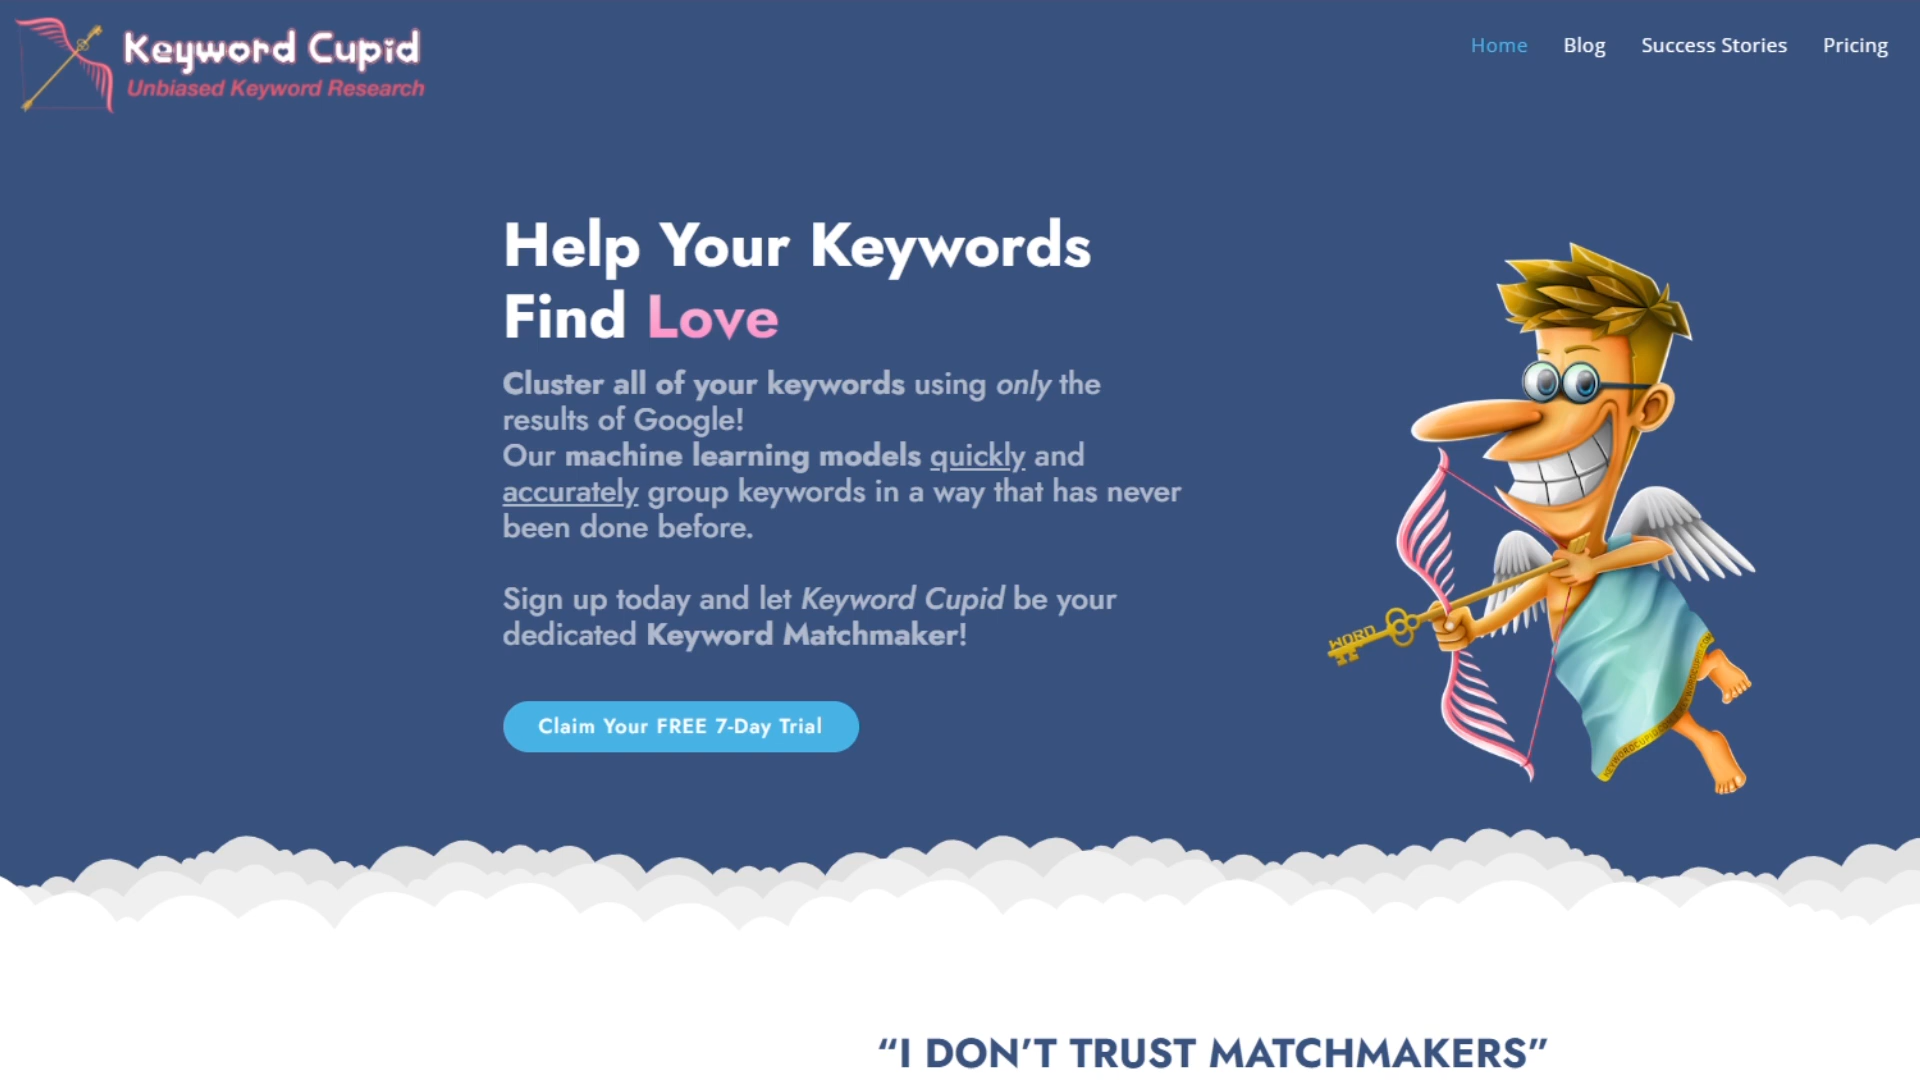 Keyword Cupid
Unbiased Keyword Research
Home Blog Success Stories Pricing
Help Your Keywords
Find Love
Cluster all of your keywords using only the
results of Google!
Our machine learning models quickly and
accurately group keywords in a way that has never
been done before.
Sign up today and let Keyword Cupid be your
dedicated Keyword Matchmaker!
Claim Your FREE 7-Day Trial
WORD
KEYWORDCUPID.COM
“I DON’T TRUST MATCHMAKERS”